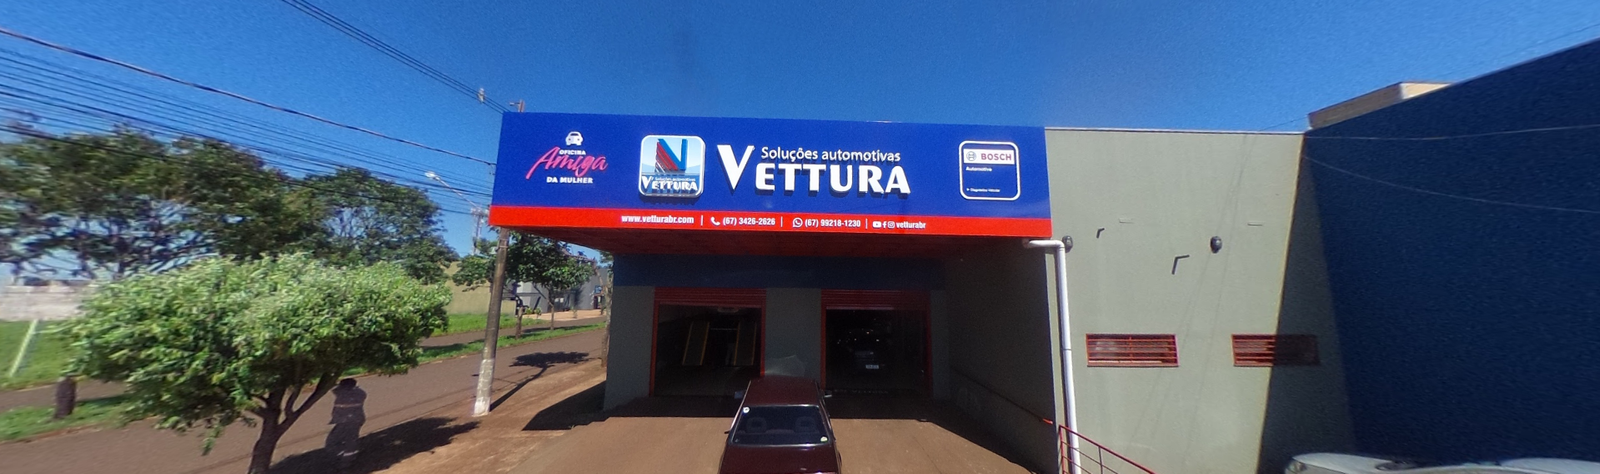 OFICINA
Amiga
DA MULHER
VETTURA
Soluções automotivas
VETTURA
BOSCH
Automotiva
www.vetturabr.com
(67) 3426-2626
(67) 99218-1230
vetturabr